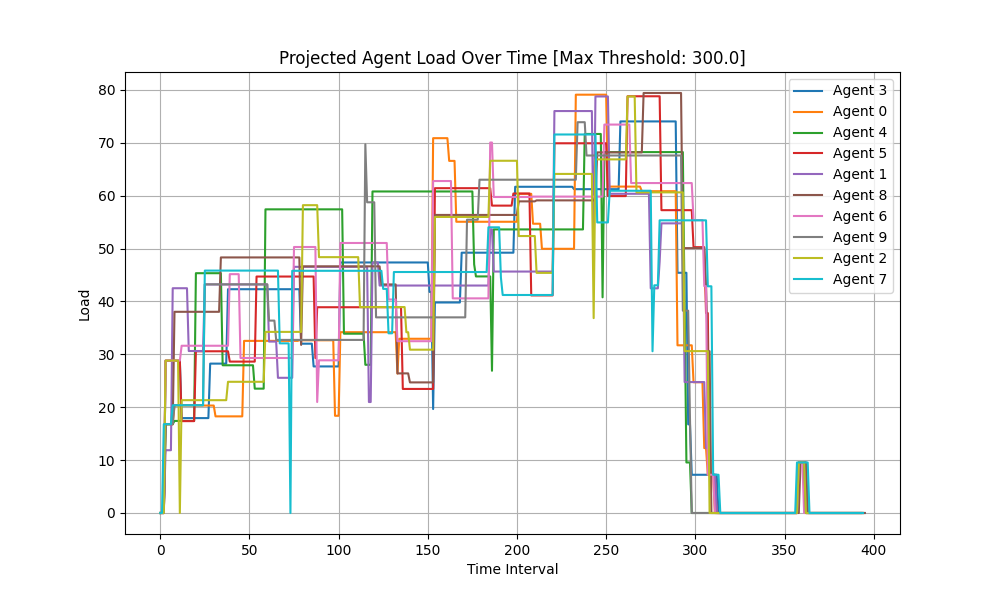 Projected Agent Load Over Time [Max Threshold: 300.0]
Load
80
70
60
50
40
30
20
10
0
Agent 3
Agent 0
Agent 4
Agent 5
Agent 1
Agent 8
Agent 6
Agent 9
Agent 2
Agent 7
0 50 100 150 200 250 300 350 400
Time Interval